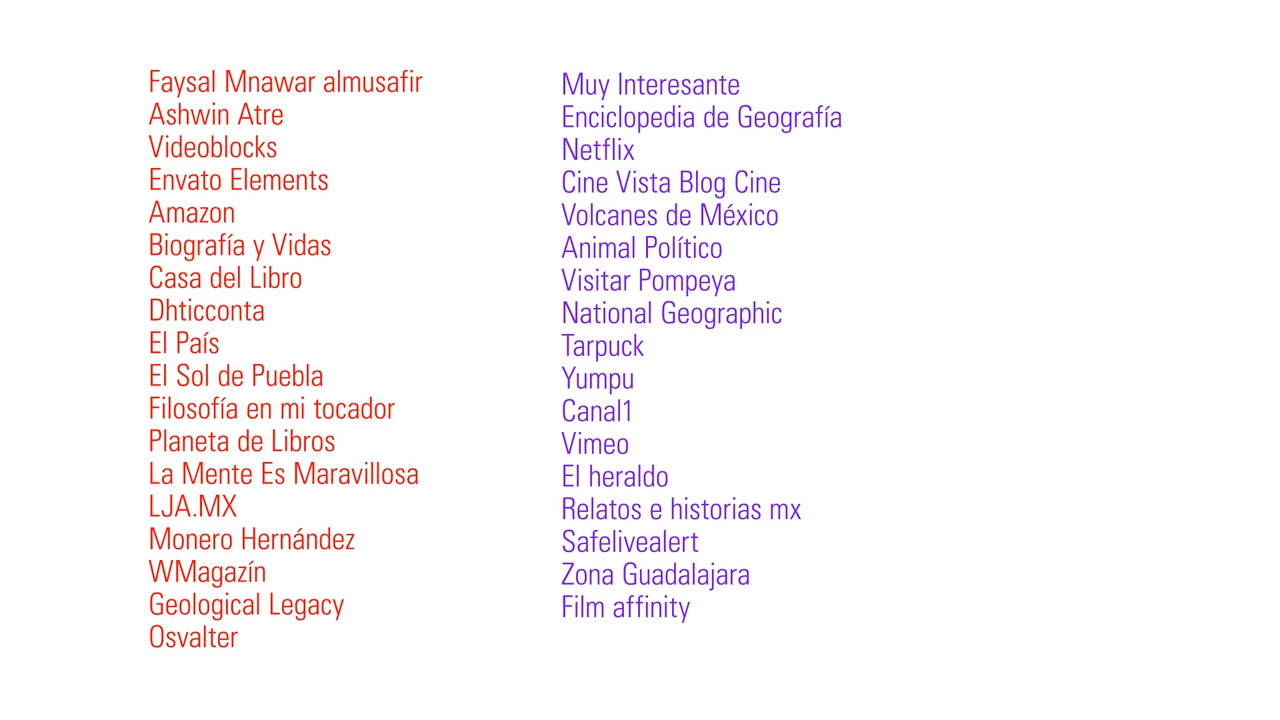 Faysal Mnawar almusafir
Ashwin Atre
Videoblocks
Envato Elements
Amazon
Biografía y Vidas
Casa del Libro
Dhticconta
El País
El Sol de Puebla
Filosofía en mi tocador
Planeta de Libros
La Mente Es Maravillosa
LJA.MX
Monero Hernández
WMagazín
Geological Legacy
Osvalter
Muy Interesante
Enciclopedia de Geografía
Netflix
Cine Vista Blog Cine
Volcanes de México
Animal Político
Visitar Pompeya
National Geographic
Tarpuck
Yumpu
Canal1
Vimeo
El heraldo
Relatos e historias mx
Safelivealert
Zona Guadalajara
Film affinity